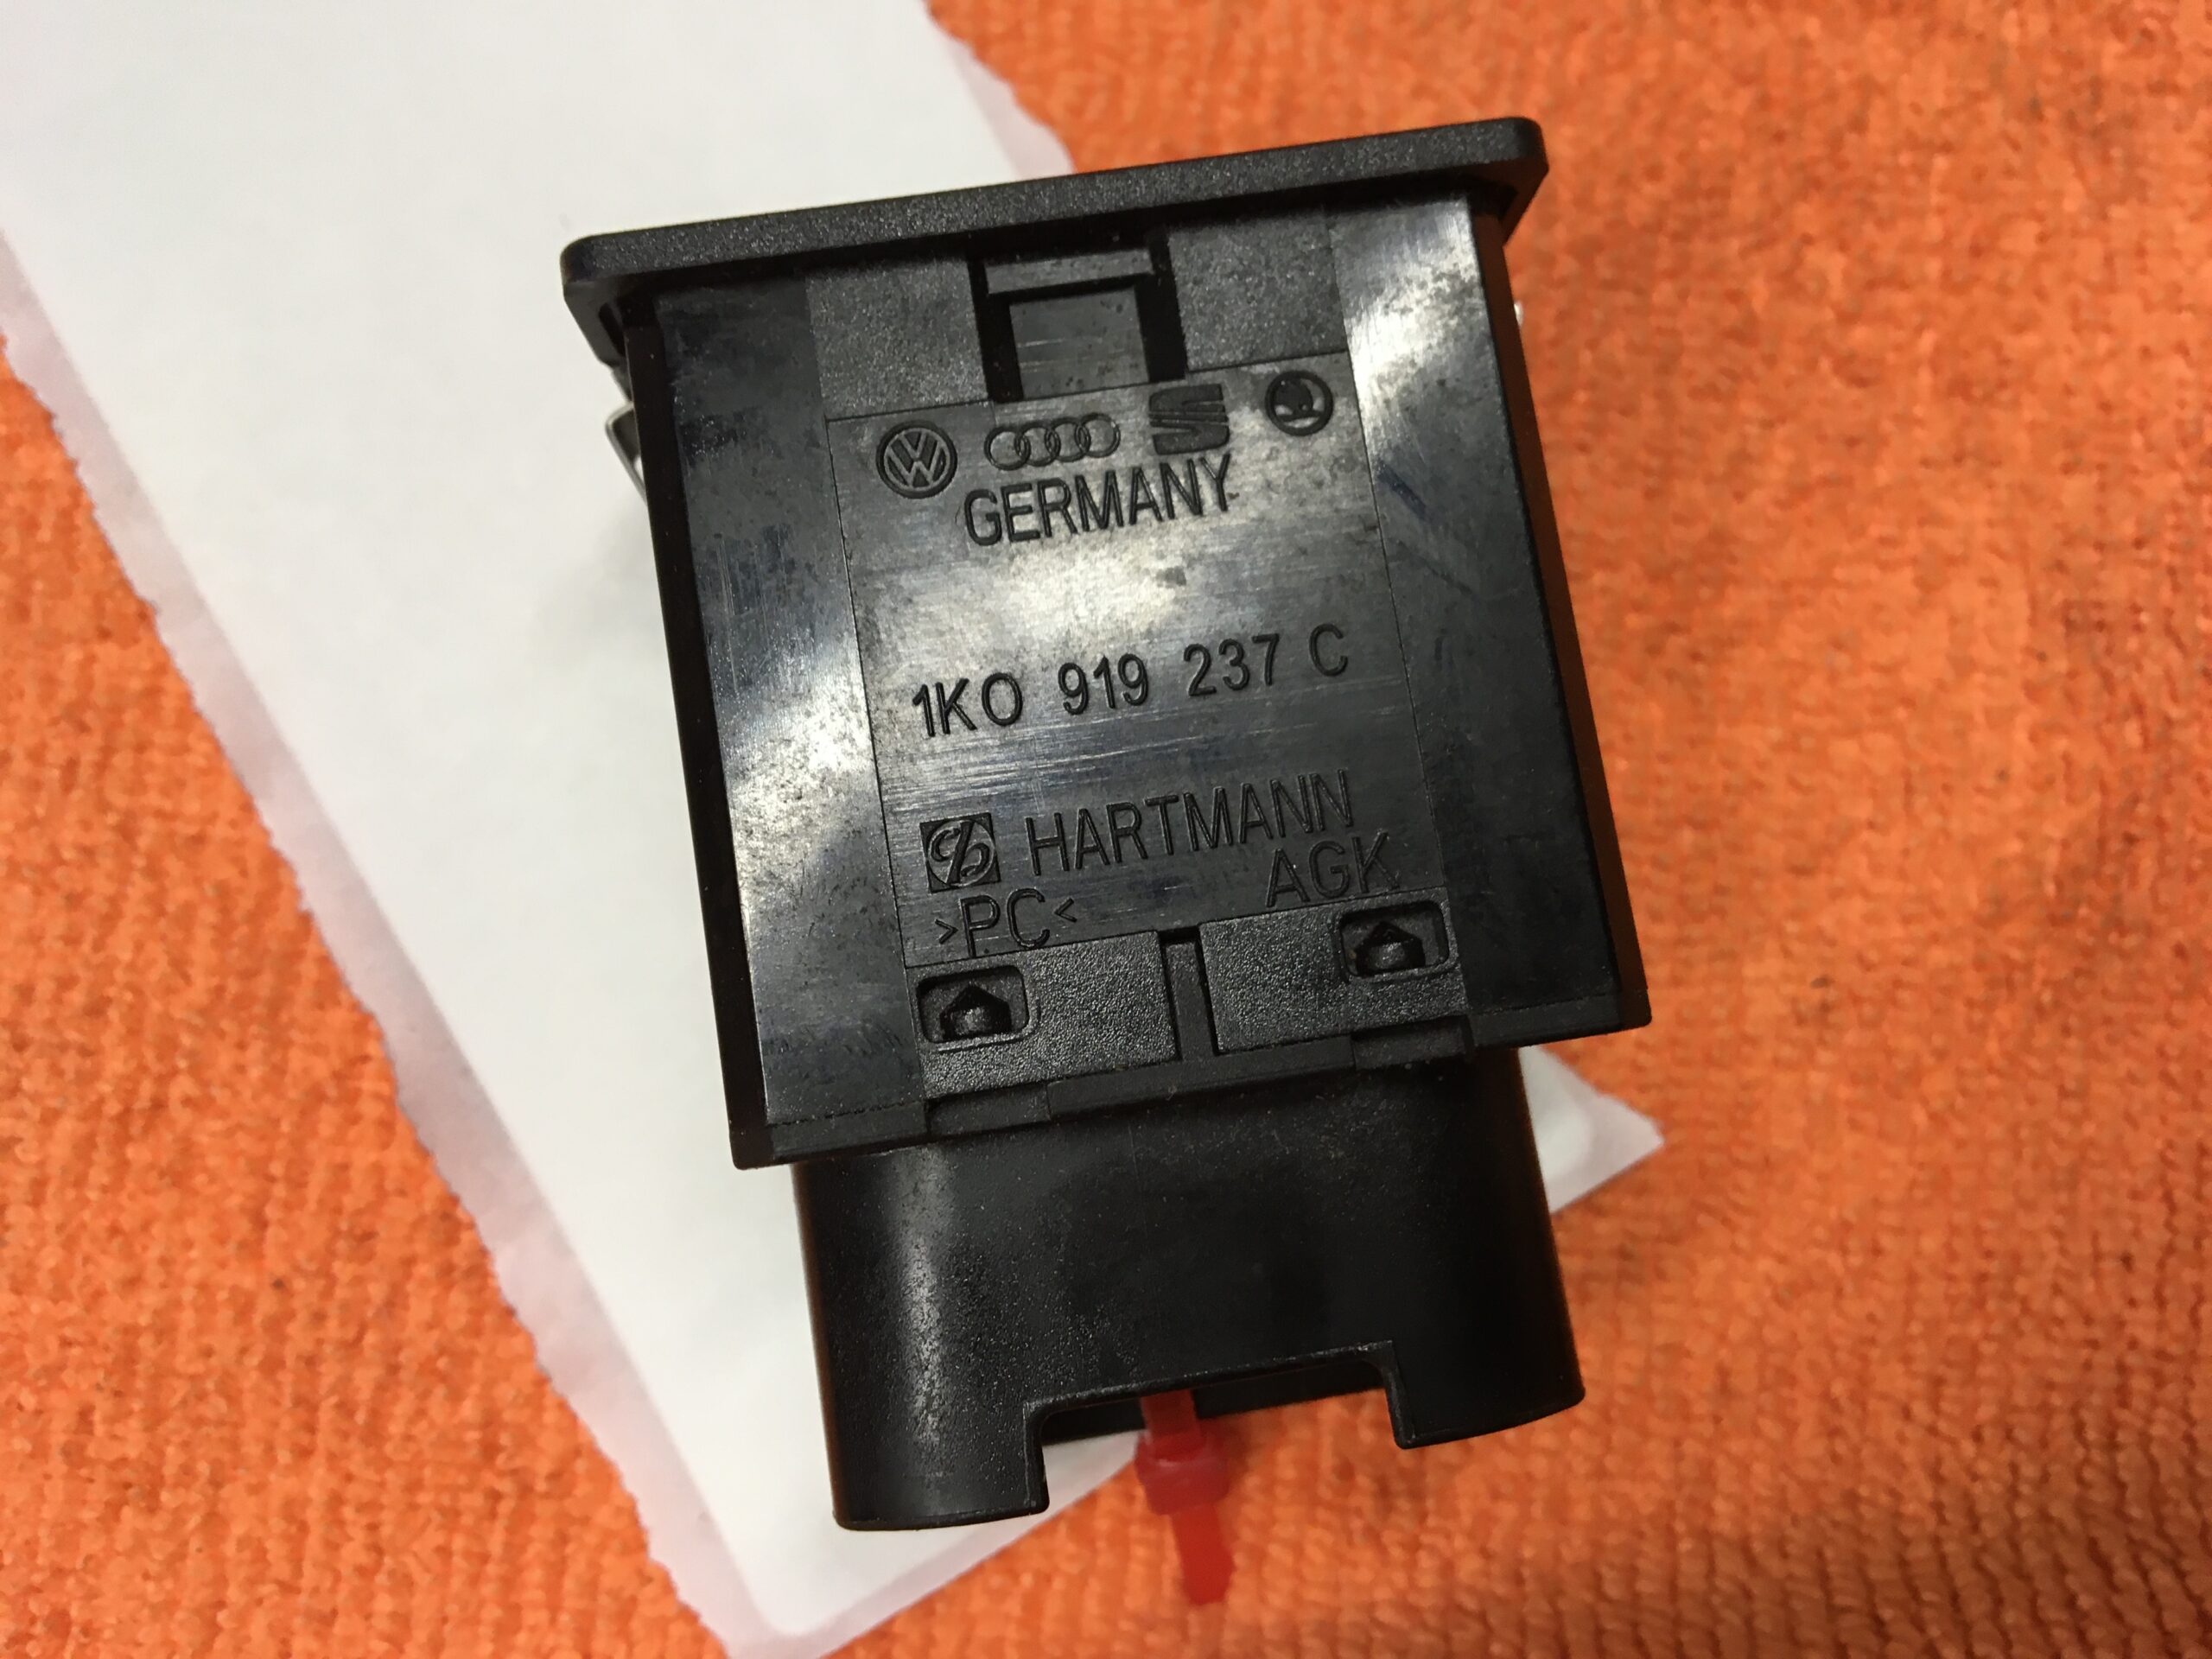 GERMANY
1KO 919 237 C
HARTMANN
AGK
>PC<